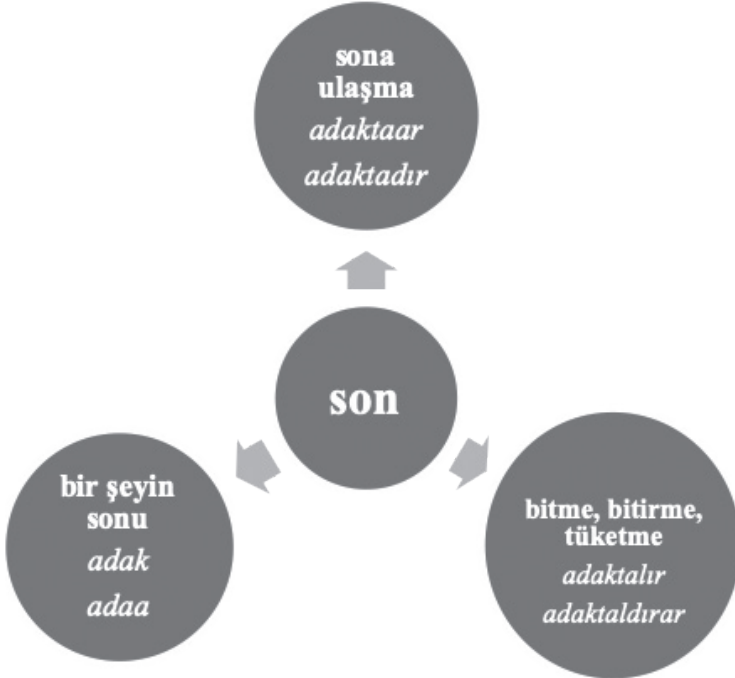 sona
ulaşma
adaktaar
adaktadır
son
bir şeyin
sonu
adak
adaa
bitme, bitirme,
tüketme
adaktalır
adaktaldırar